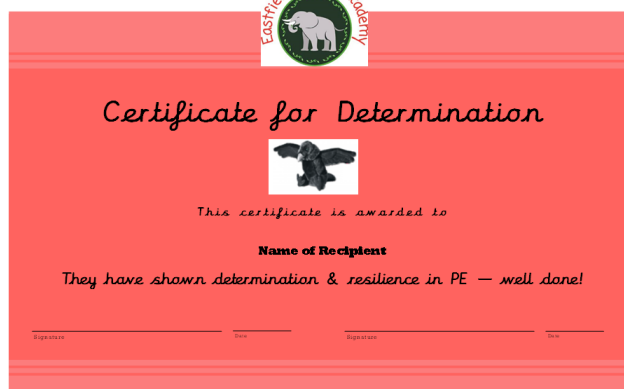 Eastfie cademy
Certificate for Determination
This certificate is awarded to
Name of Recipient
They have shown determination & resilience in PE — well done!
Signature Date Signature Date